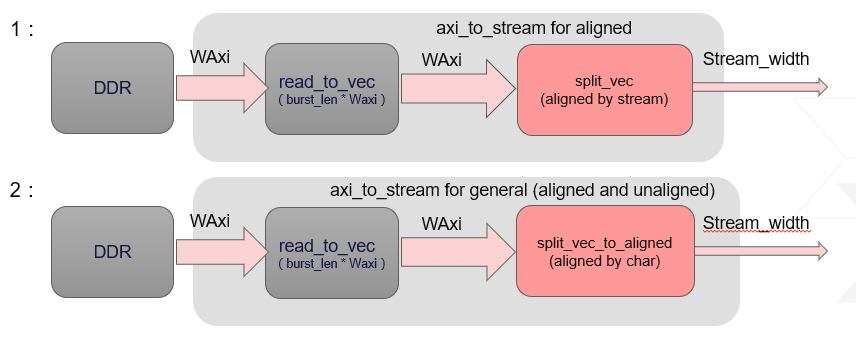 1 :
axi_to_stream for aligned
DDR
WAxi
read_to_vec
( burst_len * Waxi )
WAxi
split_vec
(aligned by stream)
Stream_width
2 :
axi_to_stream for general (aligned and unaligned)
DDR
WAxi
read_to_vec
( burst_len * Waxi )
WAxi
split_vec_to_aligned
(aligned by char)
Stream_width